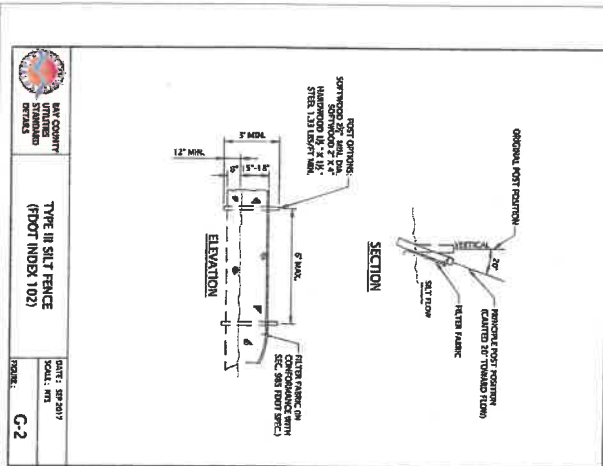 ORIGINAL POST POSITION
VERTICAL
20°
PRINCIPLE POST POSITION
(CANTED 20° TOWARD FLOW)
FILTER FABRIC
SILT FLOW
SECTION
POST OPTIONS:
SOFTWOOD 2½" MIN. DIA.
SOFTWOOD 2" X 4"
HARDWOOD 1½" X 1½"
STEEL 1.33 LBS/FT MIN.
6' MAX.
3' MIN.
5"-18"
6"
12" MIN.
FILTER FABRIC (IN
CONFORMANCE WITH
SEC. 985 FDOT SPEC.)
ELEVATION
BAY COUNTY
UTILITIES
STANDARD
DETAILS
TYPE III SILT FENCE
(FDOT INDEX 102)
DATE: SEP 2017
SCALE: NTS
FIGURE:
G-2